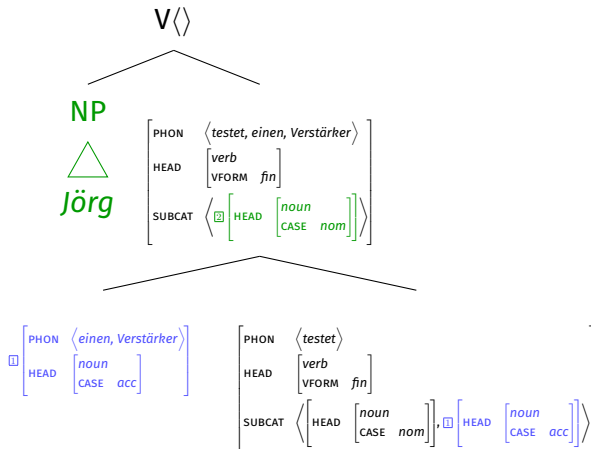 V⟨⟩
NP
Jörg
PHON ⟨testet, einen, Verstärker⟩
HEAD [verb
VFORM fin]
SUBCAT ⟨2[HEAD [noun
CASE nom]]⟩
1[PHON ⟨einen, Verstärker⟩
HEAD [noun
CASE acc]]
PHON ⟨testet⟩
HEAD [verb
VFORM fin]
SUBCAT ⟨[HEAD [noun
CASE nom]], 1[HEAD [noun
CASE acc]]⟩